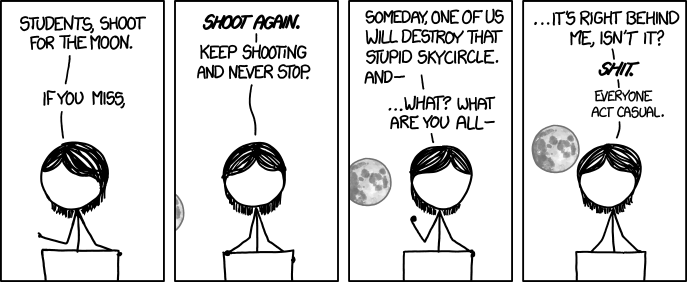 STUDENTS, SHOOT
FOR THE MOON.
IF YOU MISS,
SHOOT AGAIN.
KEEP SHOOTING
AND NEVER STOP.
SOMEDAY, ONE OF US
WILL DESTROY THAT
STUPID SKYCIRCLE.
AND—
...WHAT? WHAT
ARE YOU ALL—
...IT'S RIGHT BEHIND
ME, ISN'T IT?
SHIT.
EVERYONE
ACT CASUAL.